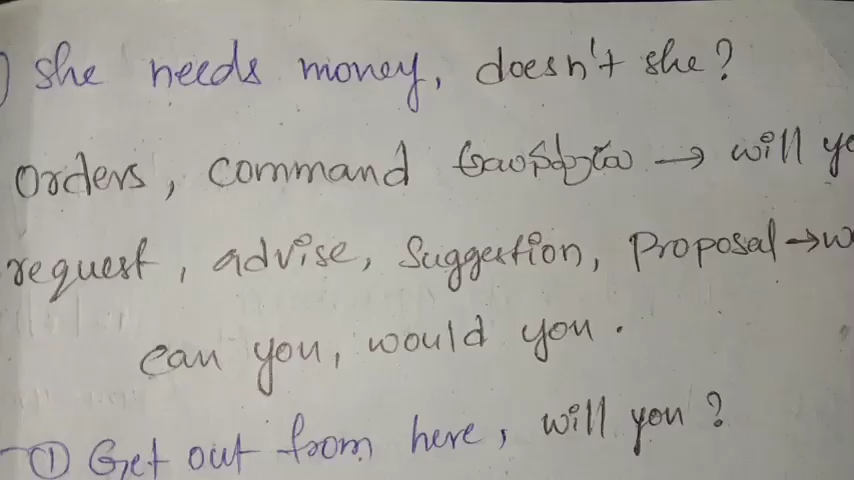 ) She needs money, doesn't she?
Orders, command → will
request, advise, Suggestion, Proposal →
can you, would you.
① Get out from here, will you?